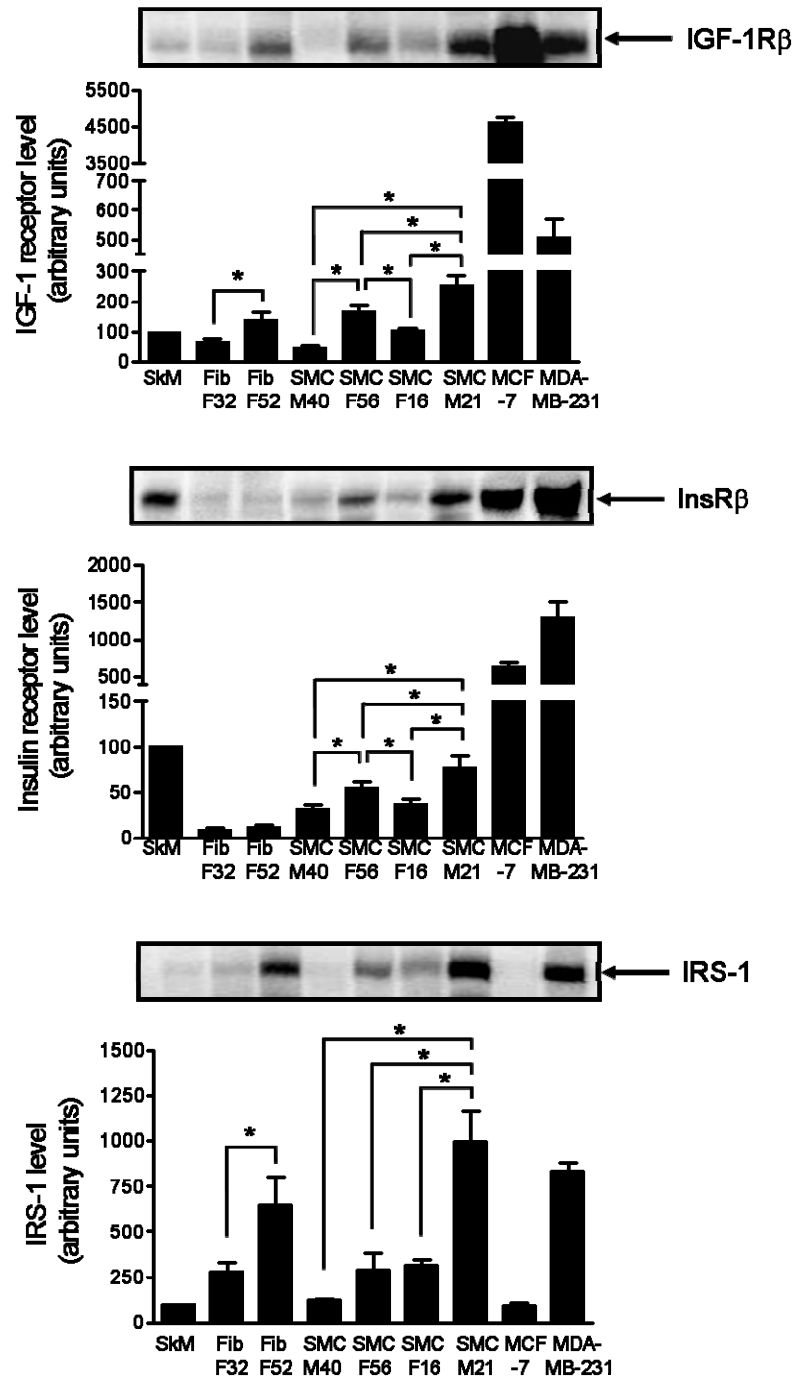 IGF-1Rβ
IGF-1 receptor level
(arbitrary units)
5500
4500
3500
700
600
500
300
200
100
0
* * * * * *
SkM Fib Fib SMC SMC SMC SMC MCF MDA-
F32 F52 M40 F56 F16 M21 -7 MB-231
InsRβ
Insulin receptor level
(arbitrary units)
2000
1500
1000
500
150
100
50
0
* * * * *
SkM Fib Fib SMC SMC SMC SMC MCF MDA-
F32 F52 M40 F56 F16 M21 -7 MB-231
IRS-1
IRS-1 level
(arbitrary units)
1500
1250
1000
750
500
250
0
* * * *
SkM Fib Fib SMC SMC SMC SMC MCF MDA-
F32 F52 M40 F56 F16 M21 -7 MB-231